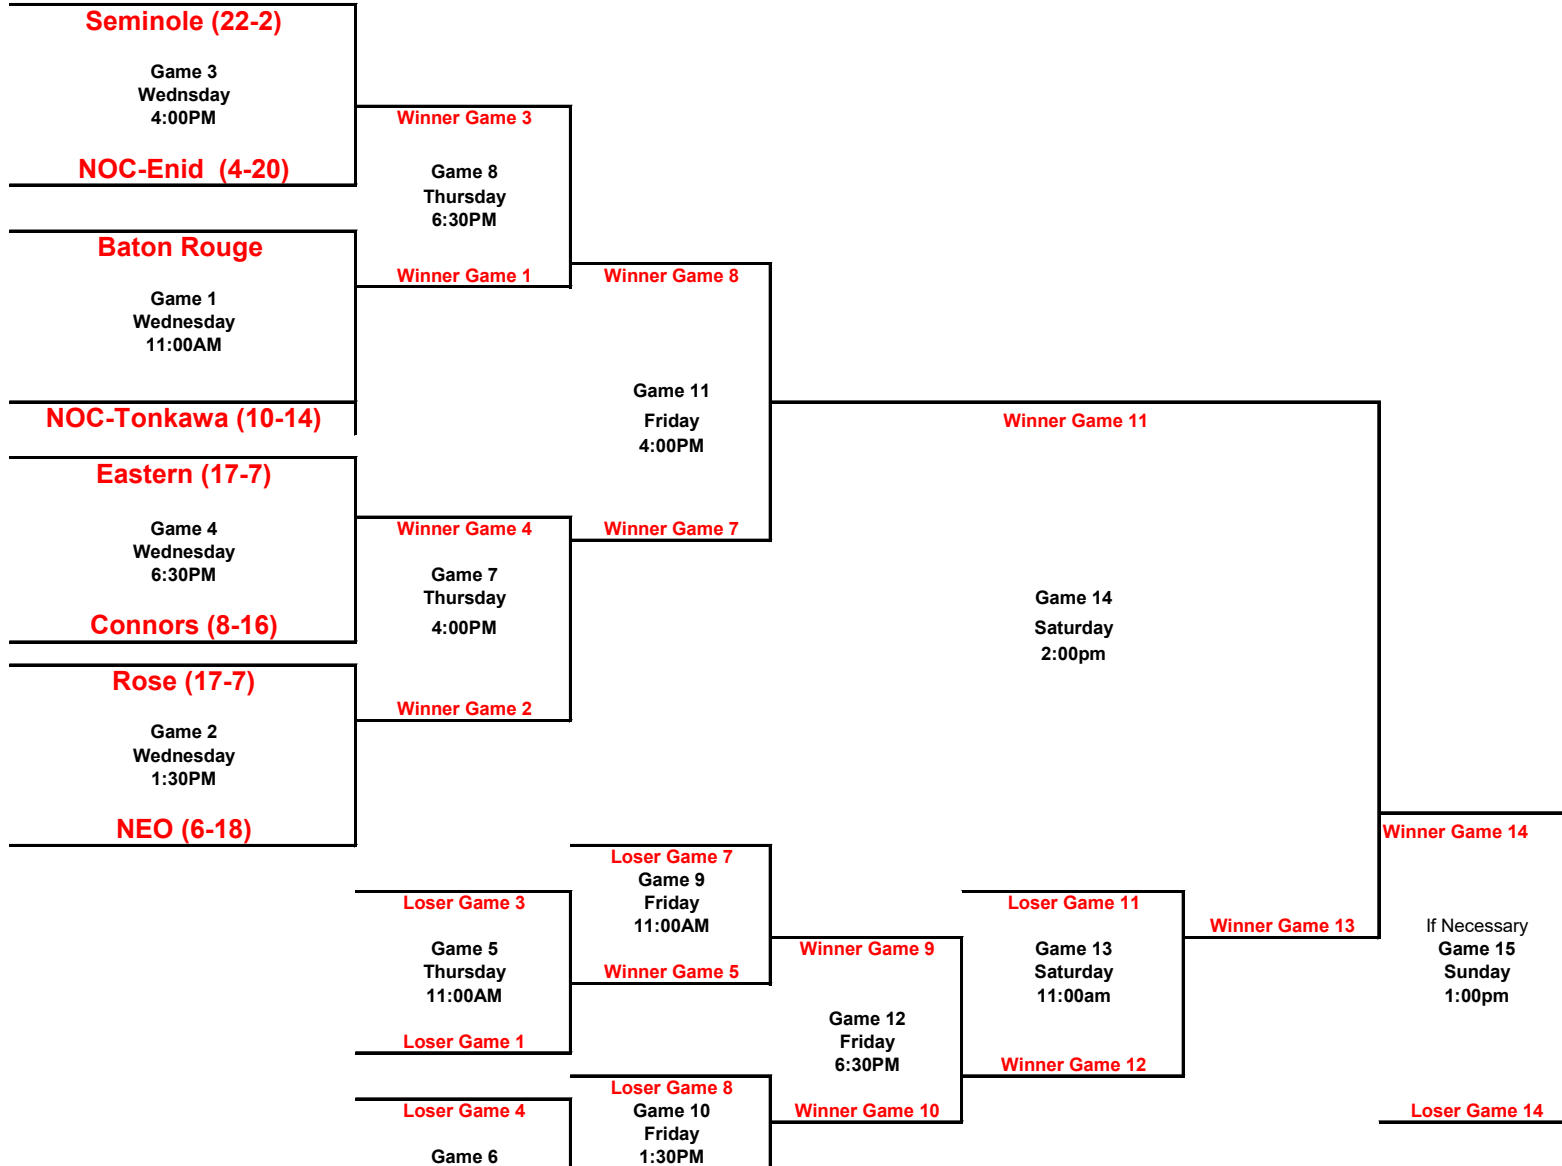 Seminole (22-2)
Game 3
Wednsday
4:00PM
NOC-Enid  (4-20)
Baton Rouge
Game 1
Wednesday
11:00AM
NOC-Tonkawa (10-14)
Eastern (17-7)
Game 4
Wednesday
6:30PM
Connors (8-16)
Rose (17-7)
Game 2
Wednesday
1:30PM
NEO (6-18)
Winner Game 3
Game 8
Thursday
6:30PM
Winner Game 1
Winner Game 4
Game 7
Thursday
4:00PM
Winner Game 2
Loser Game 3
Game 5
Thursday
11:00AM
Loser Game 1
Loser Game 4
Game 6
Winner Game 8
Game 11
Friday
4:00PM
Winner Game 7
Loser Game 7
Game 9
Friday
11:00AM
Winner Game 5
Loser Game 8
Game 10
Friday
1:30PM
Winner Game 9
Game 12
Friday
6:30PM
Winner Game 10
Winner Game 11
Game 14
Saturday
2:00pm
Loser Game 11
Game 13
Saturday
11:00am
Winner Game 12
Winner Game 13
Winner Game 14
If Necessary
Game 15
Sunday
1:00pm
Loser Game 14